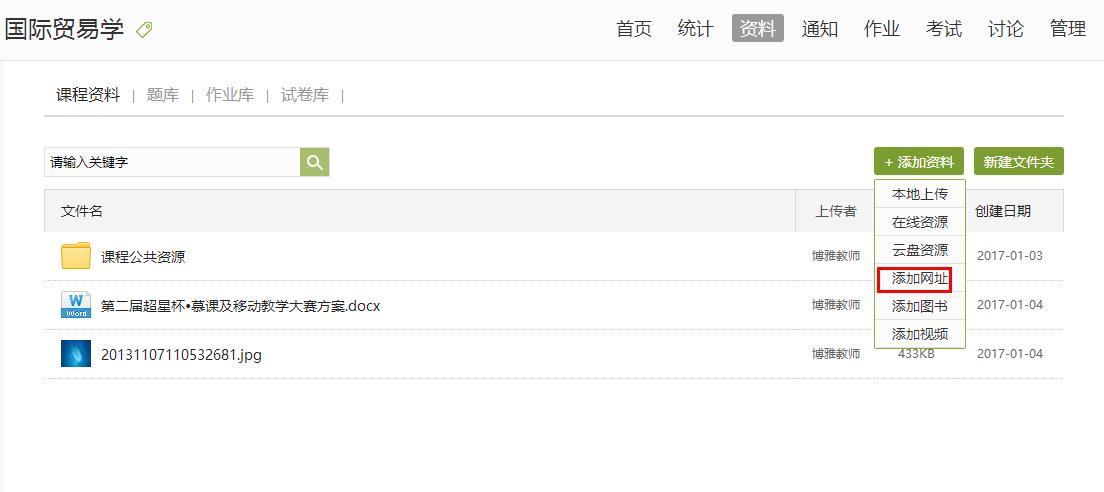 国际贸易学
首页 统计 资料 通知 作业 考试 讨论 管理
课程资料 | 题库 | 作业库 | 试卷库 |
请输入关键字
+ 添加资料 新建文件夹
本地上传
在线资源
云盘资源
添加网址
添加图书
添加视频
文件名 上传者 创建日期
课程公共资源 博雅教师 2017-01-03
W Word 第二届超星杯•慕课及移动教学大赛方案.docx 博雅教师 2017-01-04
20131107110532681.jpg 博雅教师 433KB 2017-01-04